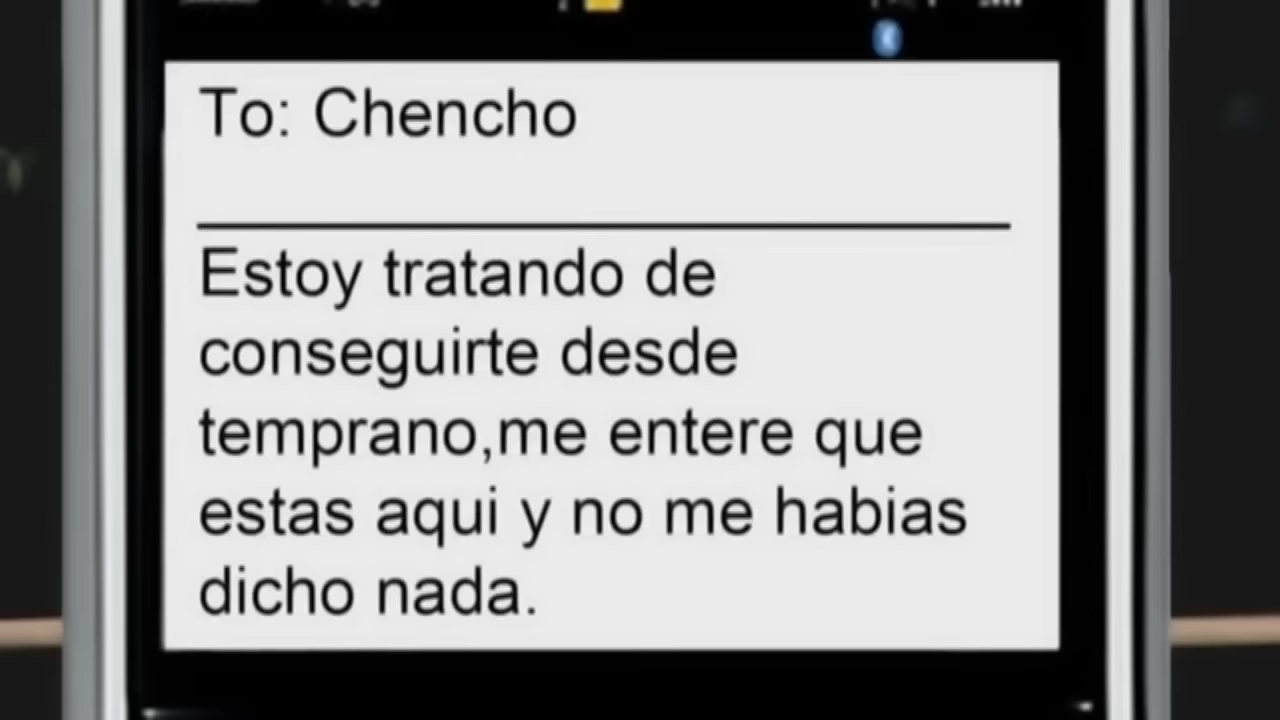 To: Chencho
Estoy tratando de
conseguirte desde
temprano,me entere que
estas aqui y no me habias
dicho nada.